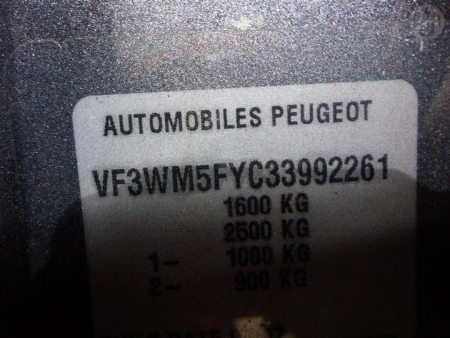 AUTOMOBILES PEUGEOT
VF3WM5FYC33992261
1600 KG
2500 KG
1- 1000 KG
2- 900 KG